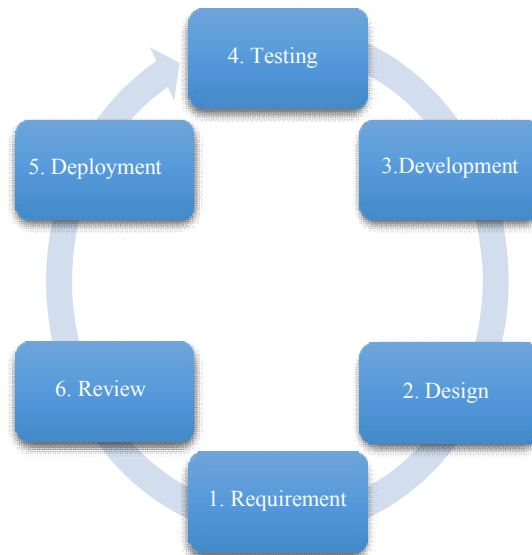 4. Testing
3.Development
5. Deployment
2. Design
6. Review
1. Requirement